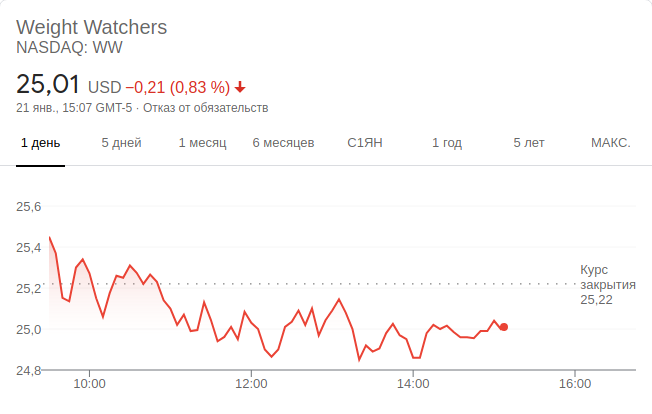 Weight Watchers
NASDAQ: WW
25,01 USD −0,21 (0,83 %)
21 янв., 15:07 GMT-5 · Отказ от обязательств
1 день 5 дней 1 месяц 6 месяцев С1ЯН 1 год 5 лет МАКС.
25,6
25,4
Курс
закрытия
25,22
25,2
25,0
24,8
10:00 12:00 14:00 16:00